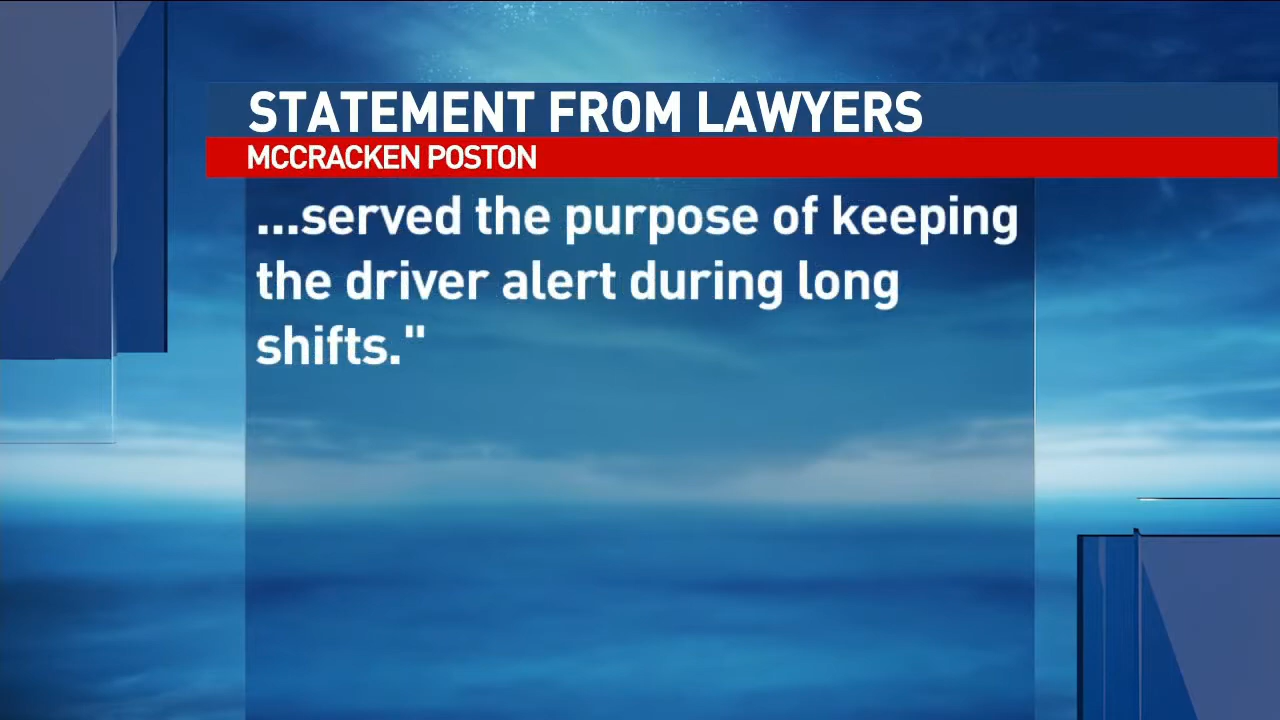 STATEMENT FROM LAWYERS
MCCRACKEN POSTON
...served the purpose of keeping
the driver alert during long
shifts."